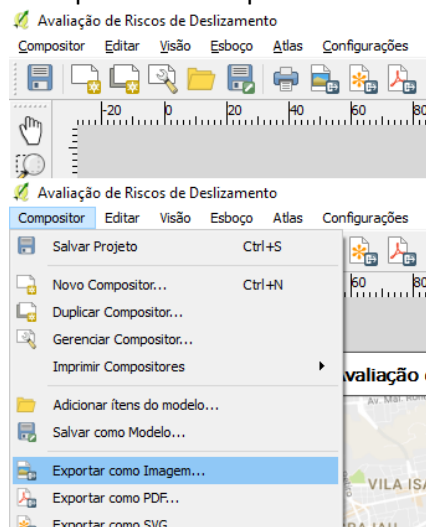 Avaliação de Riscos de Deslizamento
Compositor Editar Visão Esboço Atlas Configurações
-20 0 20 40 60 80
Avaliação de Riscos de Deslizamento
Compositor Editar Visão Esboço Atlas Configurações
Salvar Projeto Ctrl+S
60 80
Novo Compositor... Ctrl+N
Duplicar Compositor...
Gerenciar Compositor...
Imprimir Compositores
valiação
Av. Mal.
Adicionar ítens do modelo...
Salvar como Modelo...
Exportar como Imagem...
VILA ISA
Exportar como PDF...
Exportar como SVG